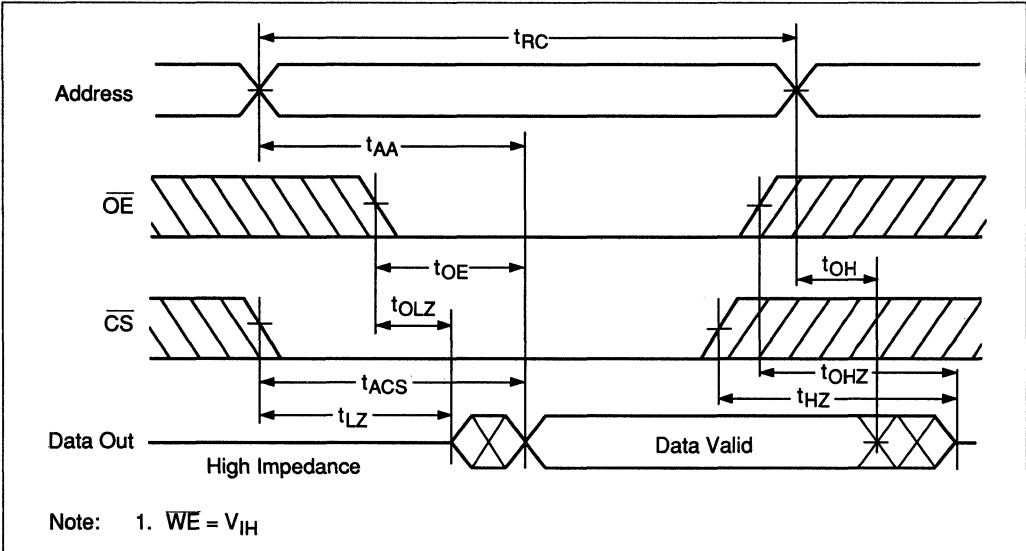 tRC
Address
tAA
OE
tOE
tOH
tOLZ
CS
tACS
tOHZ
tHZ
tLZ
Data Out
High Impedance
Data Valid
Note: 1. WE = VIH